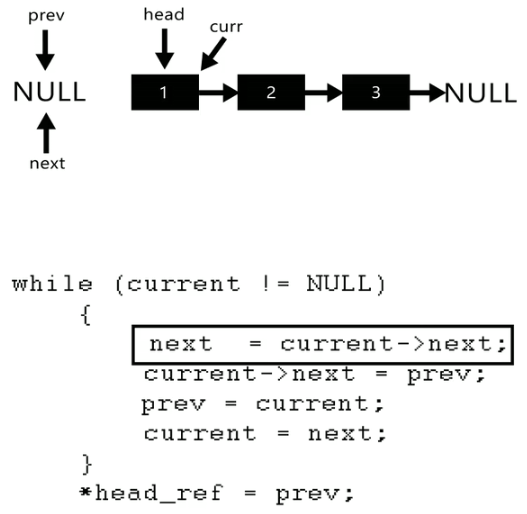 prev head curr
NULL 1 2 3 NULL
next
while (current != NULL)
{
next = current->next;
current->next = prev;
prev = current;
current = next;
}
*head_ref = prev;